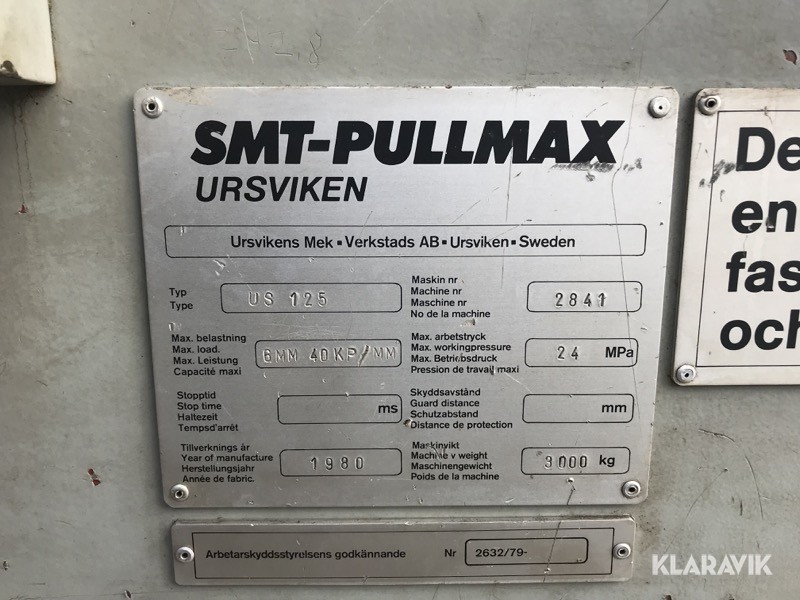 SMT-PULLMAX
URSVIKEN
Ursvikens Mek ▪ Verkstads AB ▪ Ursviken ▪ Sweden
Typ
Type
US 125
Maskin nr
Machine nr
Maschine nr
No de la machine
2841
Max. belastning
Max. load.
Max. Leistung
Capacité maxi
6MM 40KP/MM
Max. arbetstryck
Max. workingpressure
Max. Betriebsdruck
Pression de travail maxi
24 MPa
Stopptid
Stop time
Haltezeit
Tempsd'arrêt
ms
Skyddsavstånd
Guard distance
Schutzabstand
Distance de protection
mm
Tillverknings år
Year of manufacture
Herstellungsjahr
Année de fabric.
1980
Maskinvikt
Machine v weight
Maschinengewicht
Poids de la machine
3000 kg
Arbetarskyddsstyrelsens godkännande Nr 2632/79-
De
en
fas
och
KLARAVIK